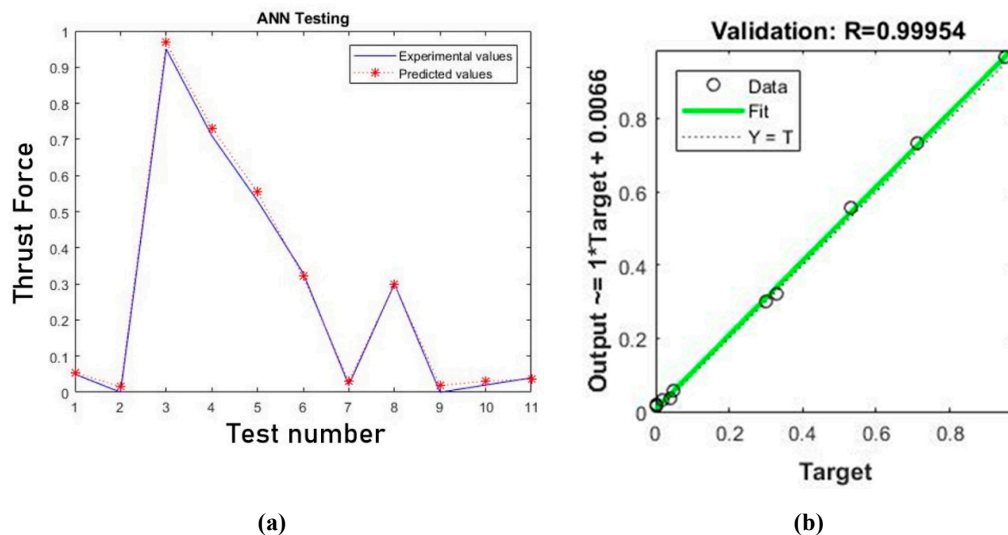 ANN Testing
Experimental values
Predicted values
1
0.9
0.8
0.7
0.6
0.5
0.4
0.3
0.2
0.1
0
Thrust Force
1 2 3 4 5 6 7 8 9 10 11
Test number
(a)
Validation: R=0.99954
Data
Fit
Y = T
Output ~= 1*Target + 0.0066
0.8
0.6
0.4
0.2
0
0 0.2 0.4 0.6 0.8
Target
(b)